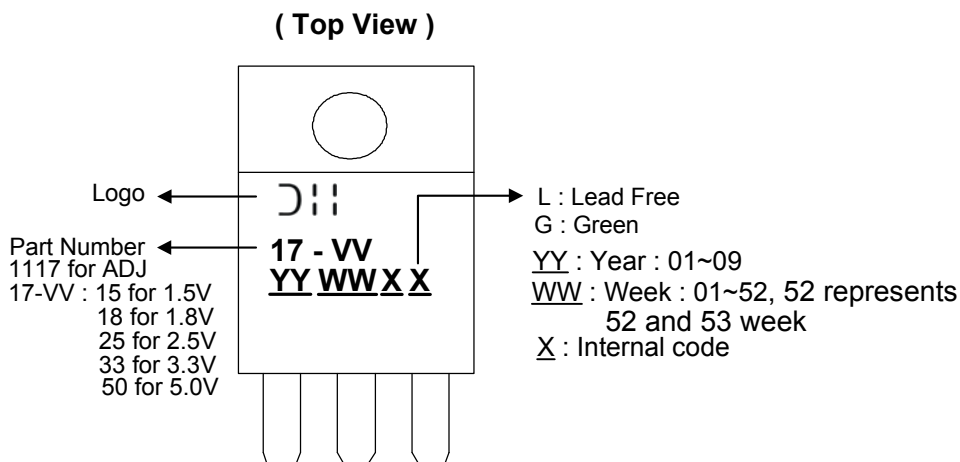 ( Top View )
Logo
Part Number
1117 for ADJ
17-VV : 15 for 1.5V
18 for 1.8V
25 for 2.5V
33 for 3.3V
50 for 5.0V
17 - VV
YY WW X X
L : Lead Free
G : Green
YY : Year : 01~09
WW : Week : 01~52, 52 represents
52 and 53 week
X : Internal code